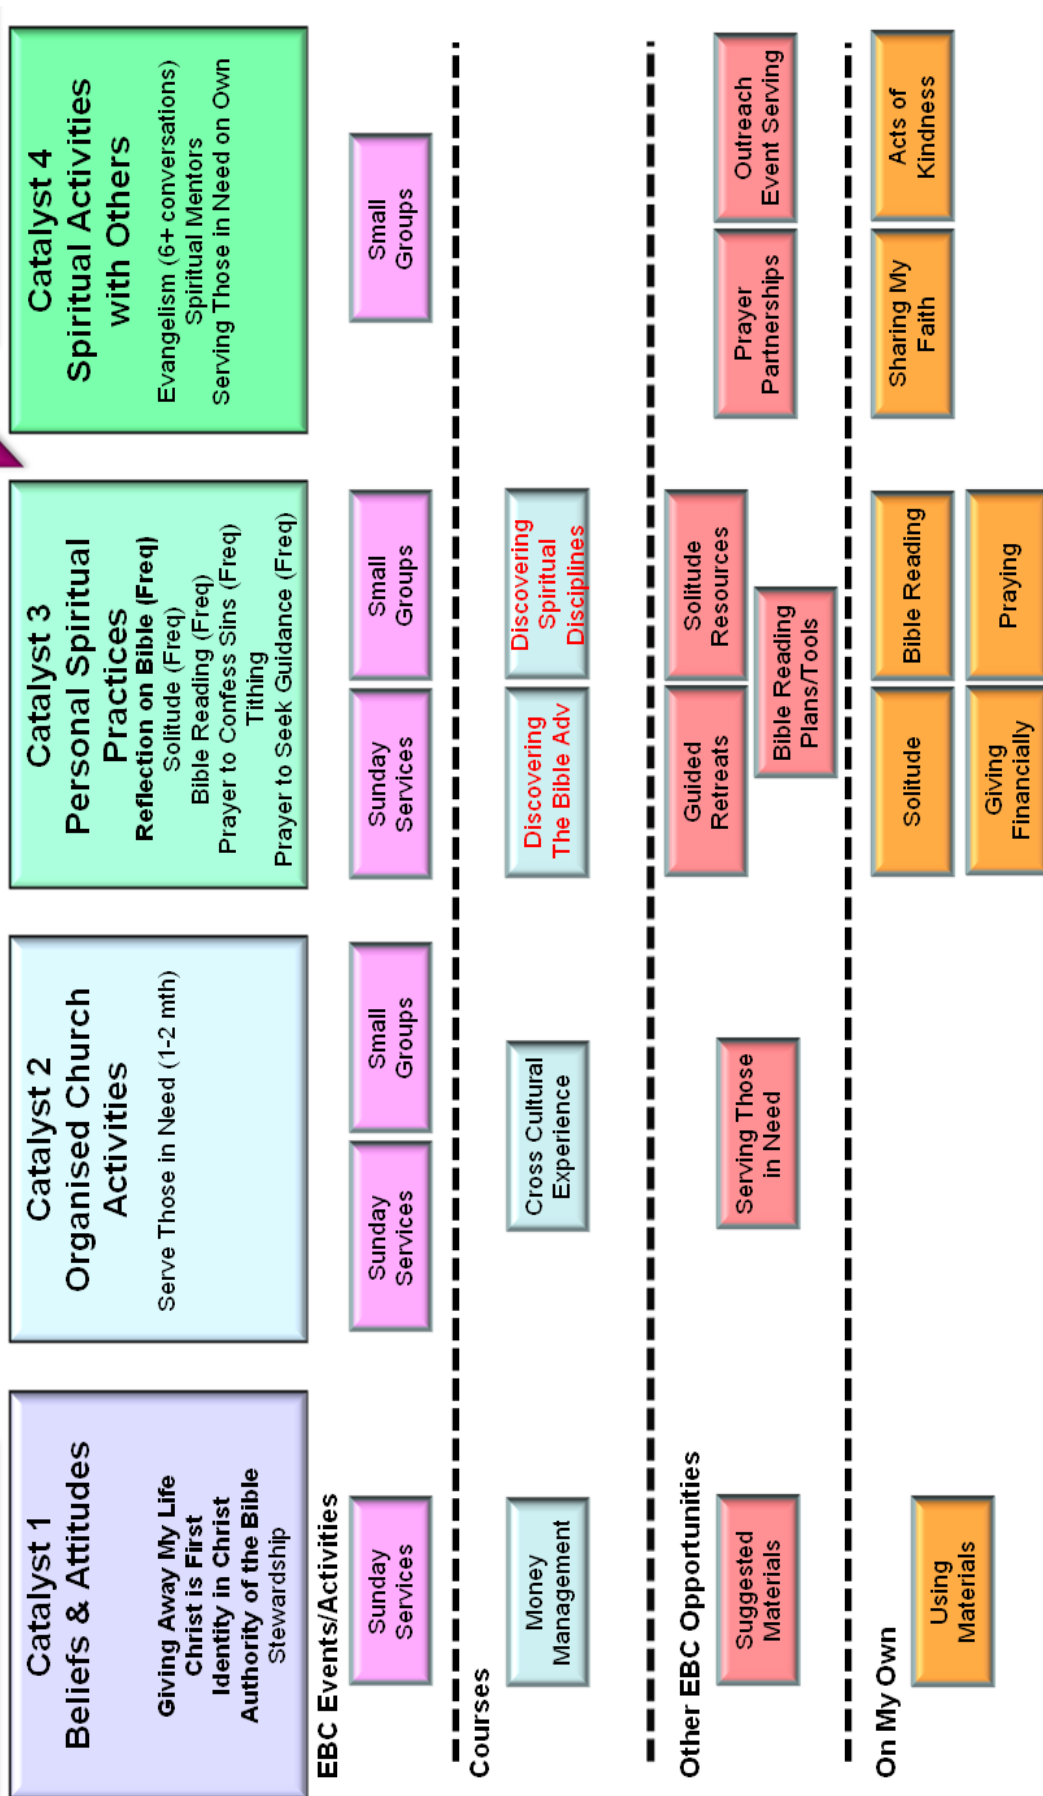 Catalyst 1
Beliefs & Attitudes
Giving Away My Life
Christ is First
Identity in Christ
Authority of the Bible
Stewardship
Catalyst 2
Organised Church
Activities
Serve Those in Need (1-2 mth)
Catalyst 3
Personal Spiritual
Practices
Reflection on Bible (Freq)
Solitude (Freq)
Bible Reading (Freq)
Prayer to Confess Sins (Freq)
Tithing
Prayer to Seek Guidance (Freq)
Catalyst 4
Spiritual Activities
with Others
Evangelism (6+ conversations)
Spiritual Mentors
Serving Those in Need on Own
EBC Events/Activities
Sunday
Services
Sunday
Services
Small
Groups
Sunday
Services
Small
Groups
Small
Groups
Courses
Money
Management
Cross Cultural
Experience
Discovering
The Bible Adv
Discovering
Spiritual
Disciplines
Other EBC Opportunities
Suggested
Materials
Serving Those
in Need
Guided
Retreats
Solitude
Resources
Bible Reading
Plans/Tools
Prayer
Partnerships
Outreach
Event Serving
On My Own
Using
Materials
Solitude
Bible Reading
Giving
Financially
Praying
Sharing My
Faith
Acts of
Kindness